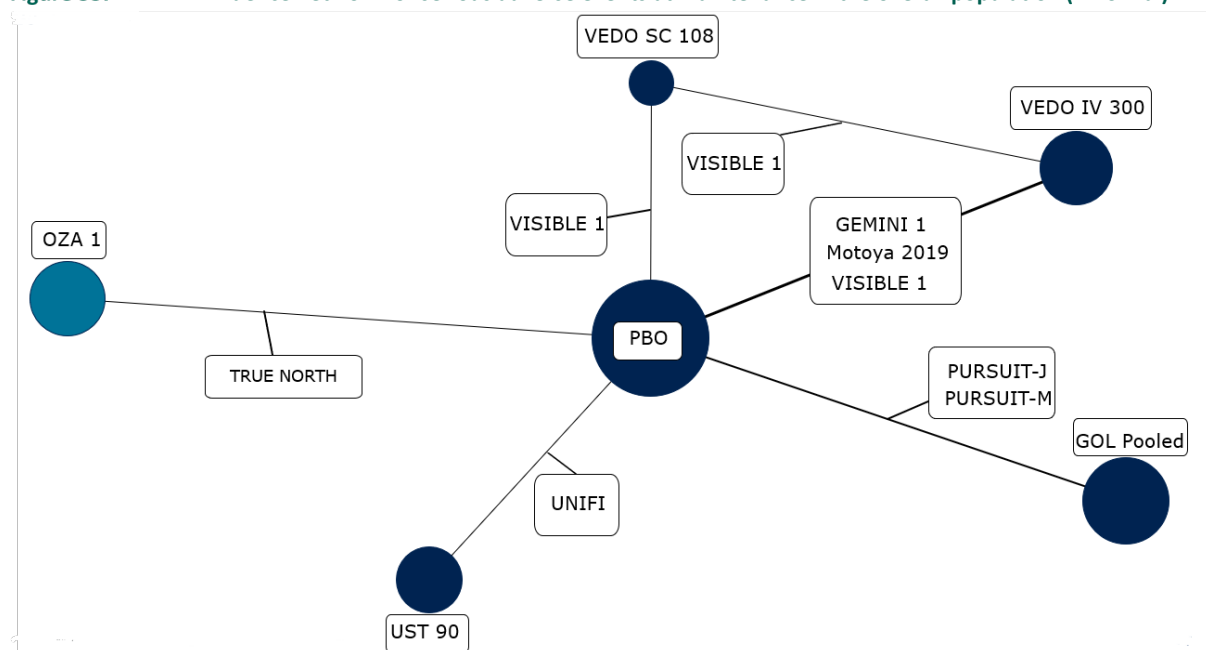 VEDO SC 108
VEDO IV 300
VISIBLE 1
VISIBLE 1
GEMINI 1
Motoya 2019
VISIBLE 1
OZA 1
PBO
TRUE NORTH
PURSUIT-J
PURSUIT-M
GOL Pooled
UNIFI
UST 90